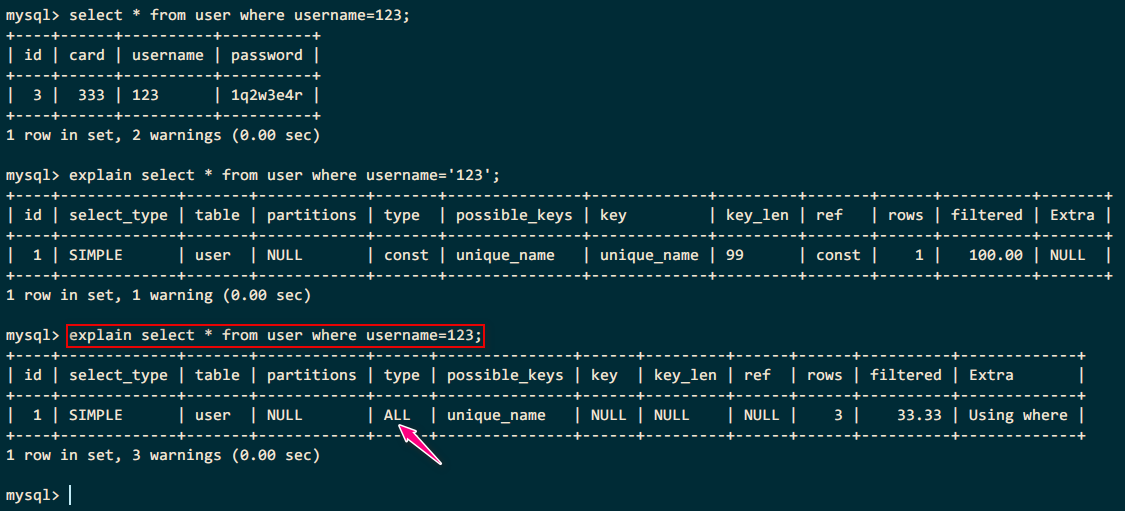 mysql> select * from user where username=123;
+----+------+----------+----------+
| id | card | username | password |
+----+------+----------+----------+
|  3 |  333 | 123      | 1q2w3e4r |
+----+------+----------+----------+
1 row in set, 2 warnings (0.00 sec)
mysql> explain select * from user where username='123';
+----+-------------+-------+------------+-------+---------------+-------------+---------+-------+------+----------+-------+
| id | select_type | table | partitions | type  | possible_keys | key         | key_len | ref   | rows | filtered | Extra |
+----+-------------+-------+------------+-------+---------------+-------------+---------+-------+------+----------+-------+
|  1 | SIMPLE      | user  | NULL       | const | unique_name   | unique_name | 99      | const |    1 |   100.00 | NULL  |
+----+-------------+-------+------------+-------+---------------+-------------+---------+-------+------+----------+-------+
1 row in set, 1 warning (0.00 sec)
mysql> explain select * from user where username=123;
+----+-------------+-------+------------+------+---------------+------+---------+------+------+----------+-------------+
| id | select_type | table | partitions | type | possible_keys | key  | key_len | ref  | rows | filtered | Extra       |
+----+-------------+-------+------------+------+---------------+------+---------+------+------+----------+-------------+
|  1 | SIMPLE      | user  | NULL       | ALL  | unique_name   | NULL | NULL    | NULL |    3 |    33.33 | Using where |
+----+-------------+-------+------------+------+---------------+------+---------+------+------+----------+-------------+
1 row in set, 3 warnings (0.00 sec)
mysql>